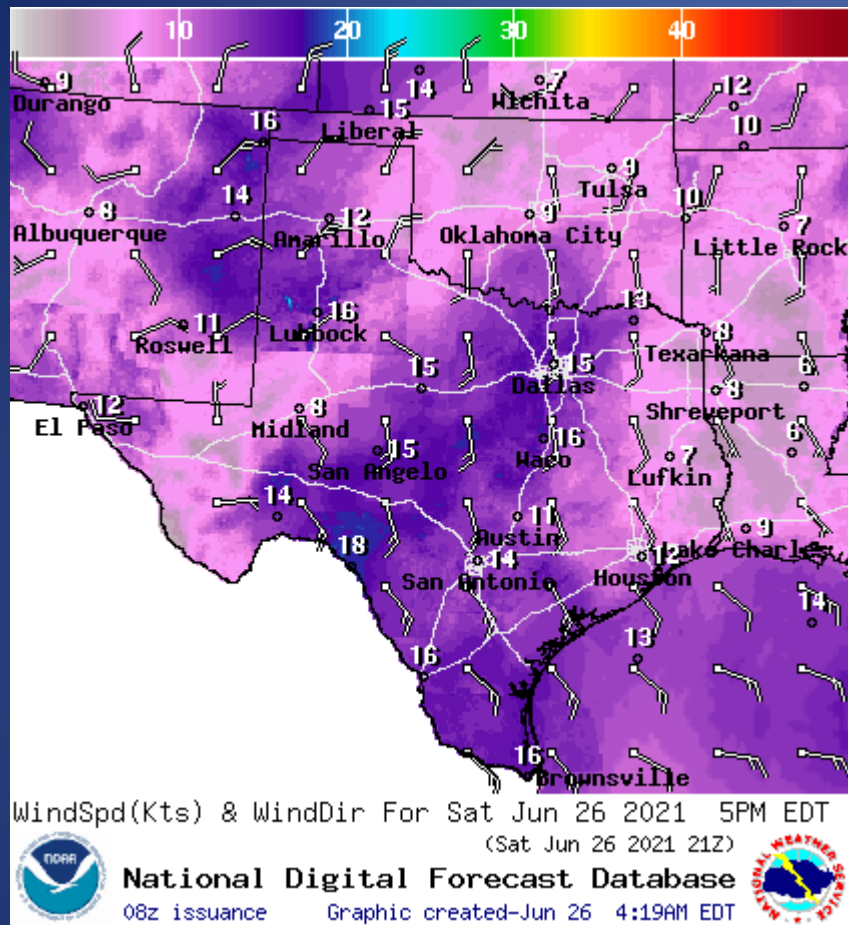 10 20 30 40
9 14 7 12
Durango 15 Wichita
16 Liberal 10
9
Tulsa
8 14 12 9 10 7
Albuquerque Amarillo Oklahoma City Little Rock
11 16 13 8
Roswell Lubbock Texarkana
15 15 6
Dallas
12 8 8
El Paso Midland Shreveport
15 16 7 6
San Angelo Waco Lufkin
14 11 9
Austin Lake Charles
18 14 12
San Antonio Houston
14
16 13
16
Brownsville
WindSpd(Kts) & WindDir For Sat Jun 26 2021 5PM EDT
(Sat Jun 26 2021 21Z)
NOAA
National Digital Forecast Database
08z issuance Graphic created-Jun 26 4:19AM EDT
NATIONAL WEATHER SERVICE